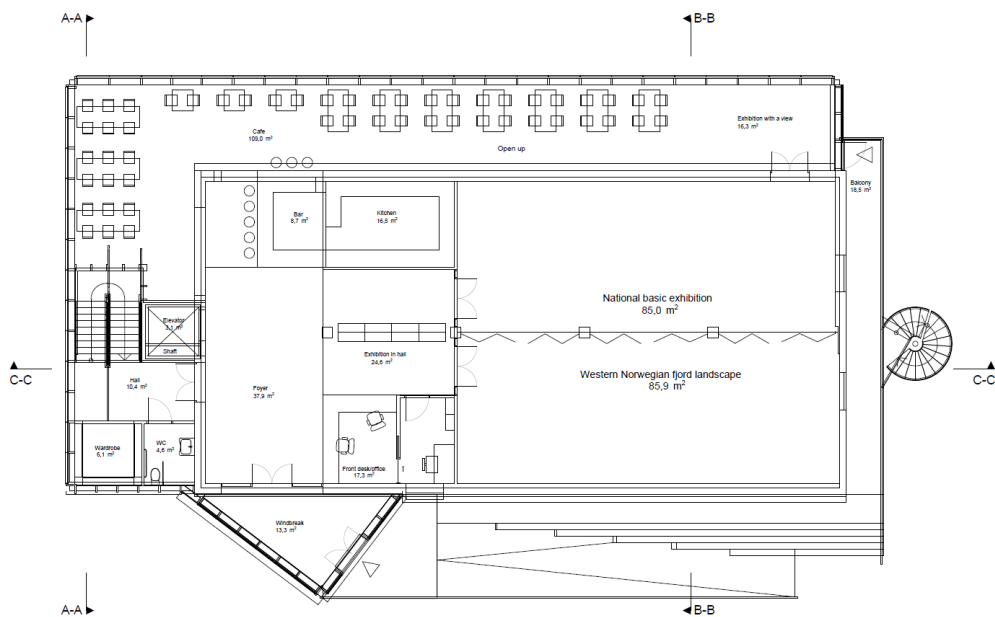 A-A
B-B
Cafe
109,0 m²
Exhibition with a view
16,3 m²
Open up
Balcony
18,5 m²
Bar
8,7 m²
Kitchen
16,5 m²
National basic exhibition
85,0 m²
Elevator
3,1 m²
Shaft
Exhibition in hall
24,6 m²
Western Norwegian fjord landscape
85,9 m²
C-C
C-C
Hall
10,4 m²
Foyer
37,9 m²
WC
4,6 m²
Wardrobe
6,1 m²
Front desk/office
17,3 m²
Windbreak
13,3 m²
A-A
B-B